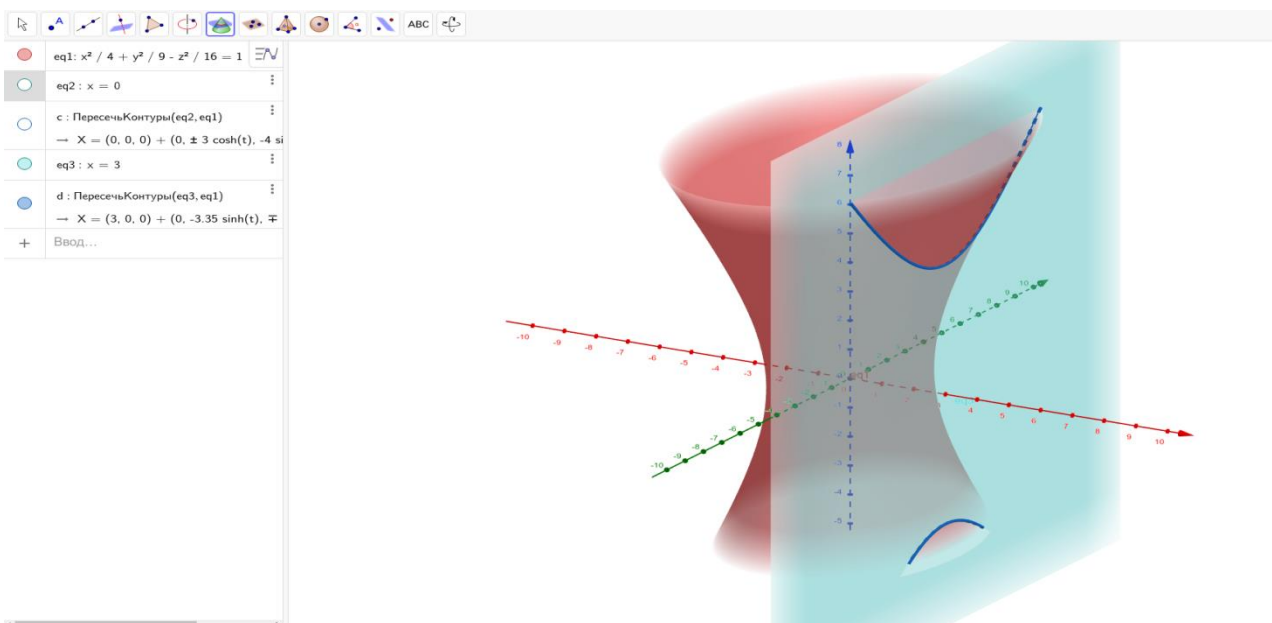 ABC
eq1: x² / 4 + y² / 9 - z² / 16 = 1
eq2 : x = 0
c : ПересечьКонтуры(eq2, eq1)
→ X = (0, 0, 0) + (0, ± 3 cosh(t), -4 si
eq3 : x = 3
d : ПересечьКонтуры(eq3, eq1)
→ X = (3, 0, 0) + (0, -3.35 sinh(t), ∓
+ Ввод...
8
7
6
5
4
3
2
1
-1
-2
-3
-4
-5
-10 -9 -8 -7 -6 -5 -4 -3 -2
4 5 6 7 8 9 10
-10 -9 -8 -7 -6 -5
4 5 6 7 8 9 10
eq1